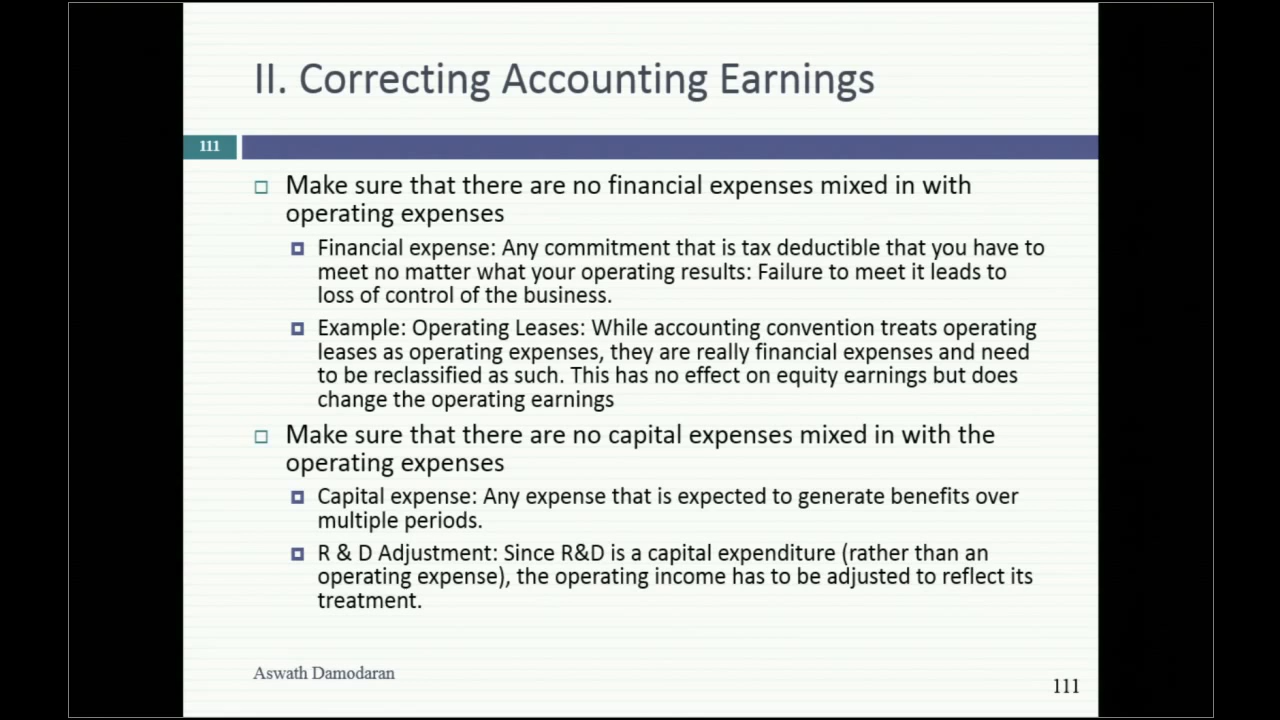 II. Correcting Accounting Earnings
111
Make sure that there are no financial expenses mixed in with
operating expenses
Financial expense: Any commitment that is tax deductible that you have to
meet no matter what your operating results: Failure to meet it leads to
loss of control of the business.
Example: Operating Leases: While accounting convention treats operating
leases as operating expenses, they are really financial expenses and need
to be reclassified as such. This has no effect on equity earnings but does
change the operating earnings
Make sure that there are no capital expenses mixed in with the
operating expenses
Capital expense: Any expense that is expected to generate benefits over
multiple periods.
R & D Adjustment: Since R&D is a capital expenditure (rather than an
operating expense), the operating income has to be adjusted to reflect its
treatment.
Aswath Damodaran
111